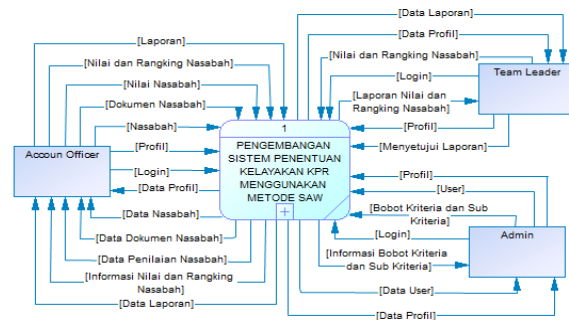 [Data Laporan]
[Laporan]
[Data Profil]
[Nilai dan Rangking Nasabah]
[Nilai dan Rangking Nasabah]
[Login]
Team Leader
[Nilai Nasabah]
[Laporan Nilai dan
Rangking Nasabah]
[Dokumen Nasabah]
[Nasabah]
[Profil]
1
[Menyetujui Laporan]
Accoun Officer
[Profil]
[Login]
[Data Profil]
PENGEMBANGAN
SISTEM PENENTUAN
KELAYAKAN KPR
MENGGUNAKAN
METODE SAW
[Profil]
[User]
[Data Nasabah]
[Bobot Kriteria dan Sub
Kriteria]
[Login]
Admin
[Data Dokumen Nasabah]
[Data Penilaian Nasabah]
[Informasi Bobot Kriteria
dan Sub Kriteria]
[Informasi Nilai dan Rangking
Nasabah]
[Data User]
[Data Laporan]
[Data Profil]